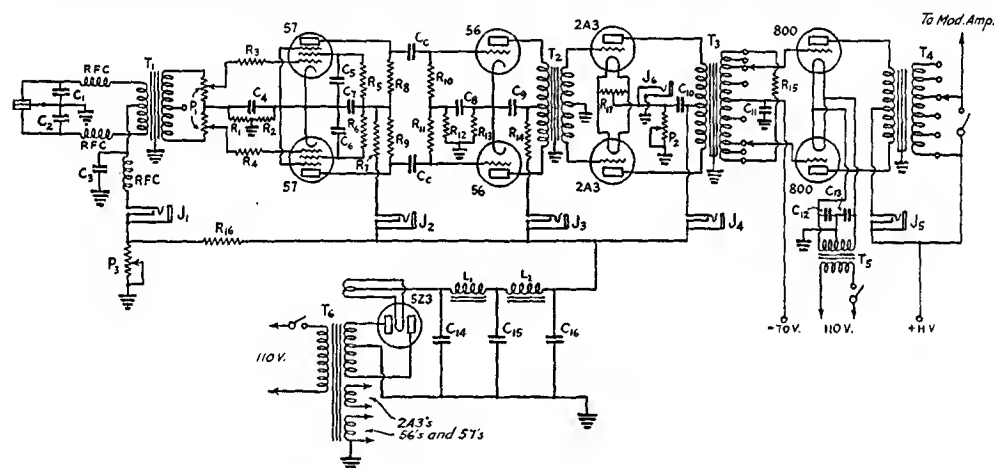 To Mod. Amp.
57
56
2A3
800
RFC
T1
R3
Cc
T2
T3
T4
C1
C5
R5
R8
R10
J6
C2
P1
C4
C7
C8
C9
R17
C10
R15
R1
R2
C6
R6
R11
R12
R13
R14
P2
C11
RFC
R4
R7
R9
Cc
C3
RFC
57
56
2A3
800
J1
J2
J3
J4
C12
C13
J5
R16
T5
P3
L1
L2
5Z3
T6
-70 V.
110 V.
+H V
110 V.
C14
C15
C16
2A3's
56's and 57's